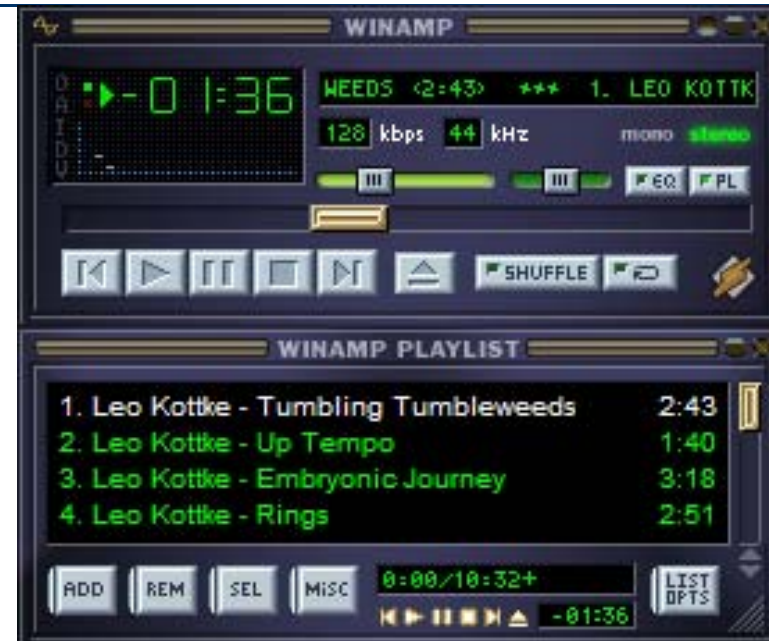 WINAMP
O
A
I
D
V
-01:36
WEEDS <2:43> *** 1. LEO KOTTK
128 kbps 44 kHz mono stereo
EQ PL
SHUFFLE
WINAMP PLAYLIST
1. Leo Kottke - Tumbling Tumbleweeds 2:43
2. Leo Kottke - Up Tempo 1:40
3. Leo Kottke - Embryonic Journey 3:18
4. Leo Kottke - Rings 2:51
ADD REM SEL MISC 0:00/10:32+ LIST OPTS
-01:36